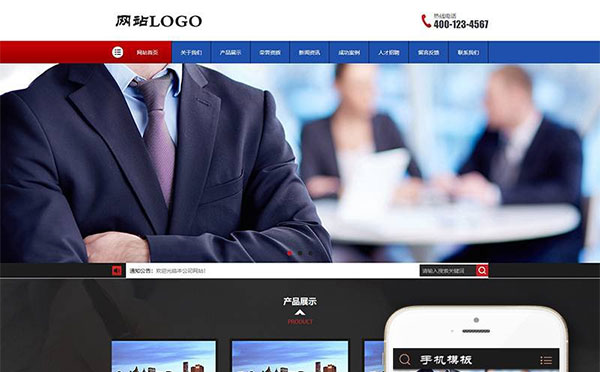 网站LOGO
热线电话
400-123-4567
网站首页 关于我们 产品展示 荣誉资质 新闻资讯 成功案例 人才招聘 留言反馈 联系我们
通知公告： 欢迎光临本公司网站！
请输入搜索关键词
产品展示
PRODUCT
手机模板